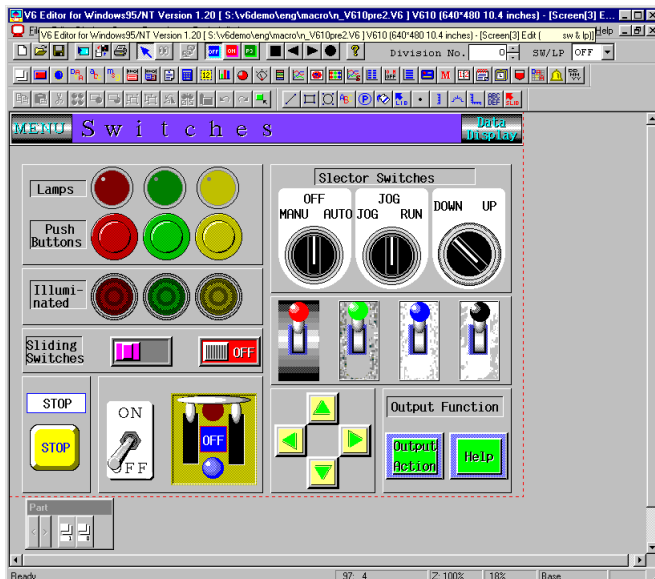 V6 Editor for Windows95/NT Version 1.20 [ S:\v6demo\eng\macro\n_V610pre2.V6 ] V610 (640*480 10.4 inches) - [Screen[3] E...
V6 Editor for Windows95/NT Version 1.20 [ S:\v6demo\eng\macro\n_V610pre2.V6 ] V610 (640*480 10.4 inches) - [Screen[3] Edit ( sw & lp)]
Help
Division No. 0 SW/LP OFF
MENU Switches Data
Display
Lamps
Push
Buttons
Illumi-
nated
Sliding
Switches
OFF
STOP
STOP
ON
OFF
OFF
Slector Switches
OFF
MANU AUTO
JOG
JOG RUN
DOWN UP
Output Function
Output
Action
Help
Part
Ready 97: 4 Z: 100% 18% Base